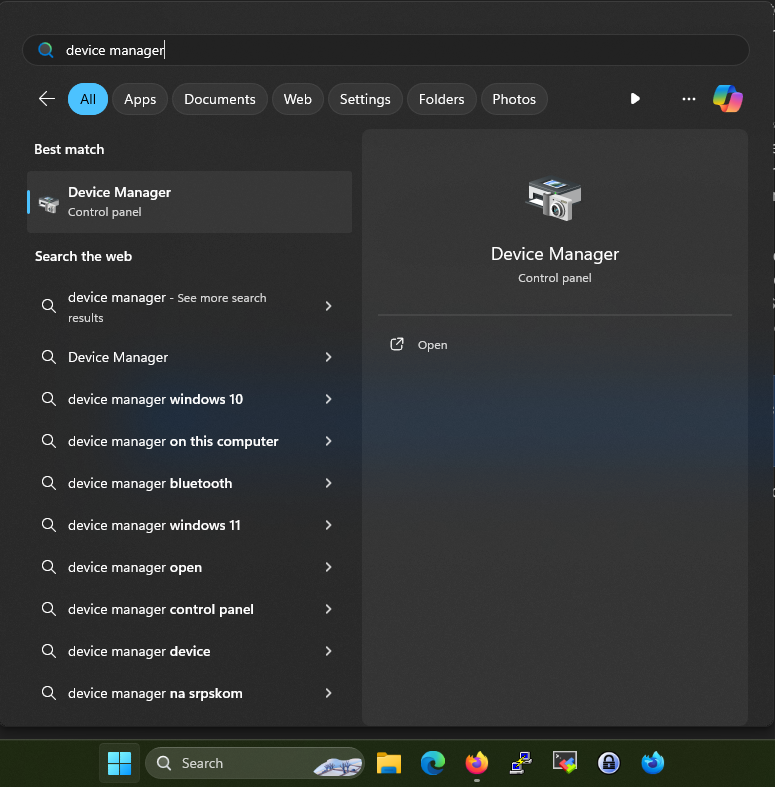 device manager
All Apps Documents Web Settings Folders Photos
Best match
Device Manager
Control panel
Search the web
device manager - See more search
results
Device Manager
device manager windows 10
device manager on this computer
device manager bluetooth
device manager windows 11
device manager open
device manager control panel
device manager device
device manager na srpskom
Device Manager
Control panel
Open
Search